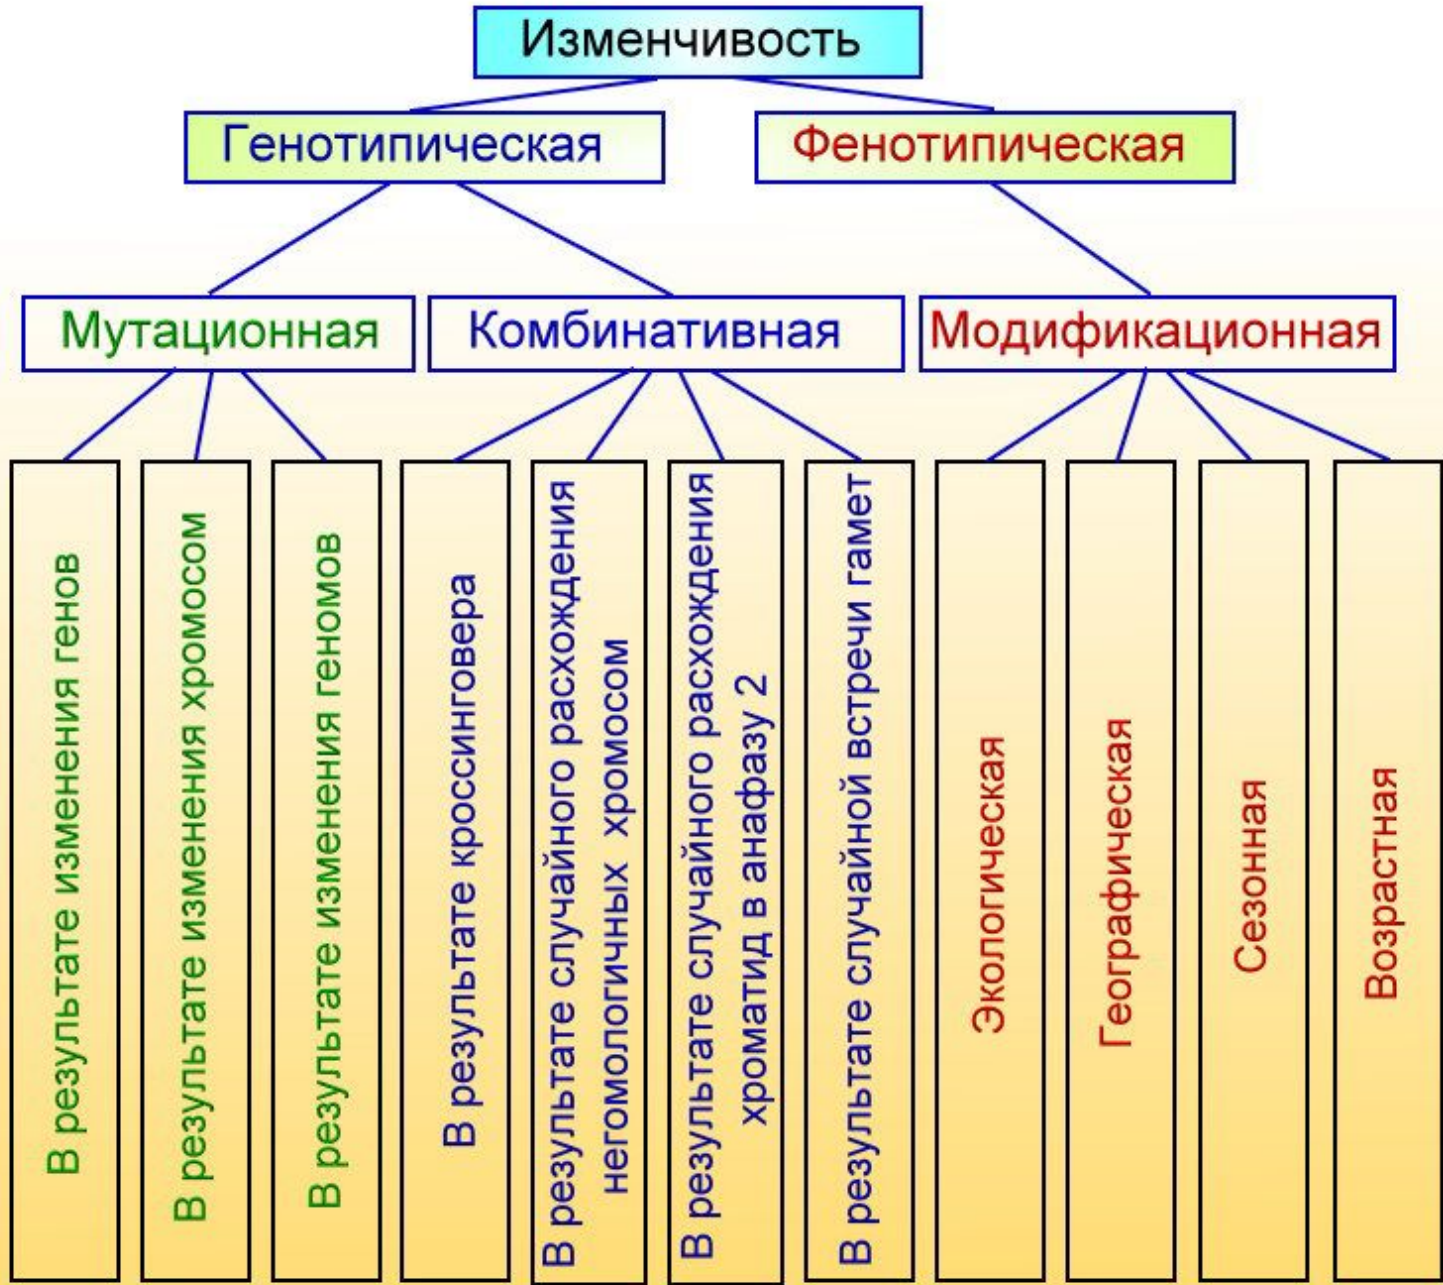 Изменчивость
Генотипическая
Фенотипическая
Мутационная
Комбинативная
Модификационная
В результате изменения генов
В результате изменения хромосом
В результате изменения геномов
В результате кроссинговера
В результате случайного расхождения
негомологичных хромосом
В результате случайного расхождения
хроматид в анафазу 2
В результате случайной встречи гамет
Экологическая
Географическая
Сезонная
Возрастная